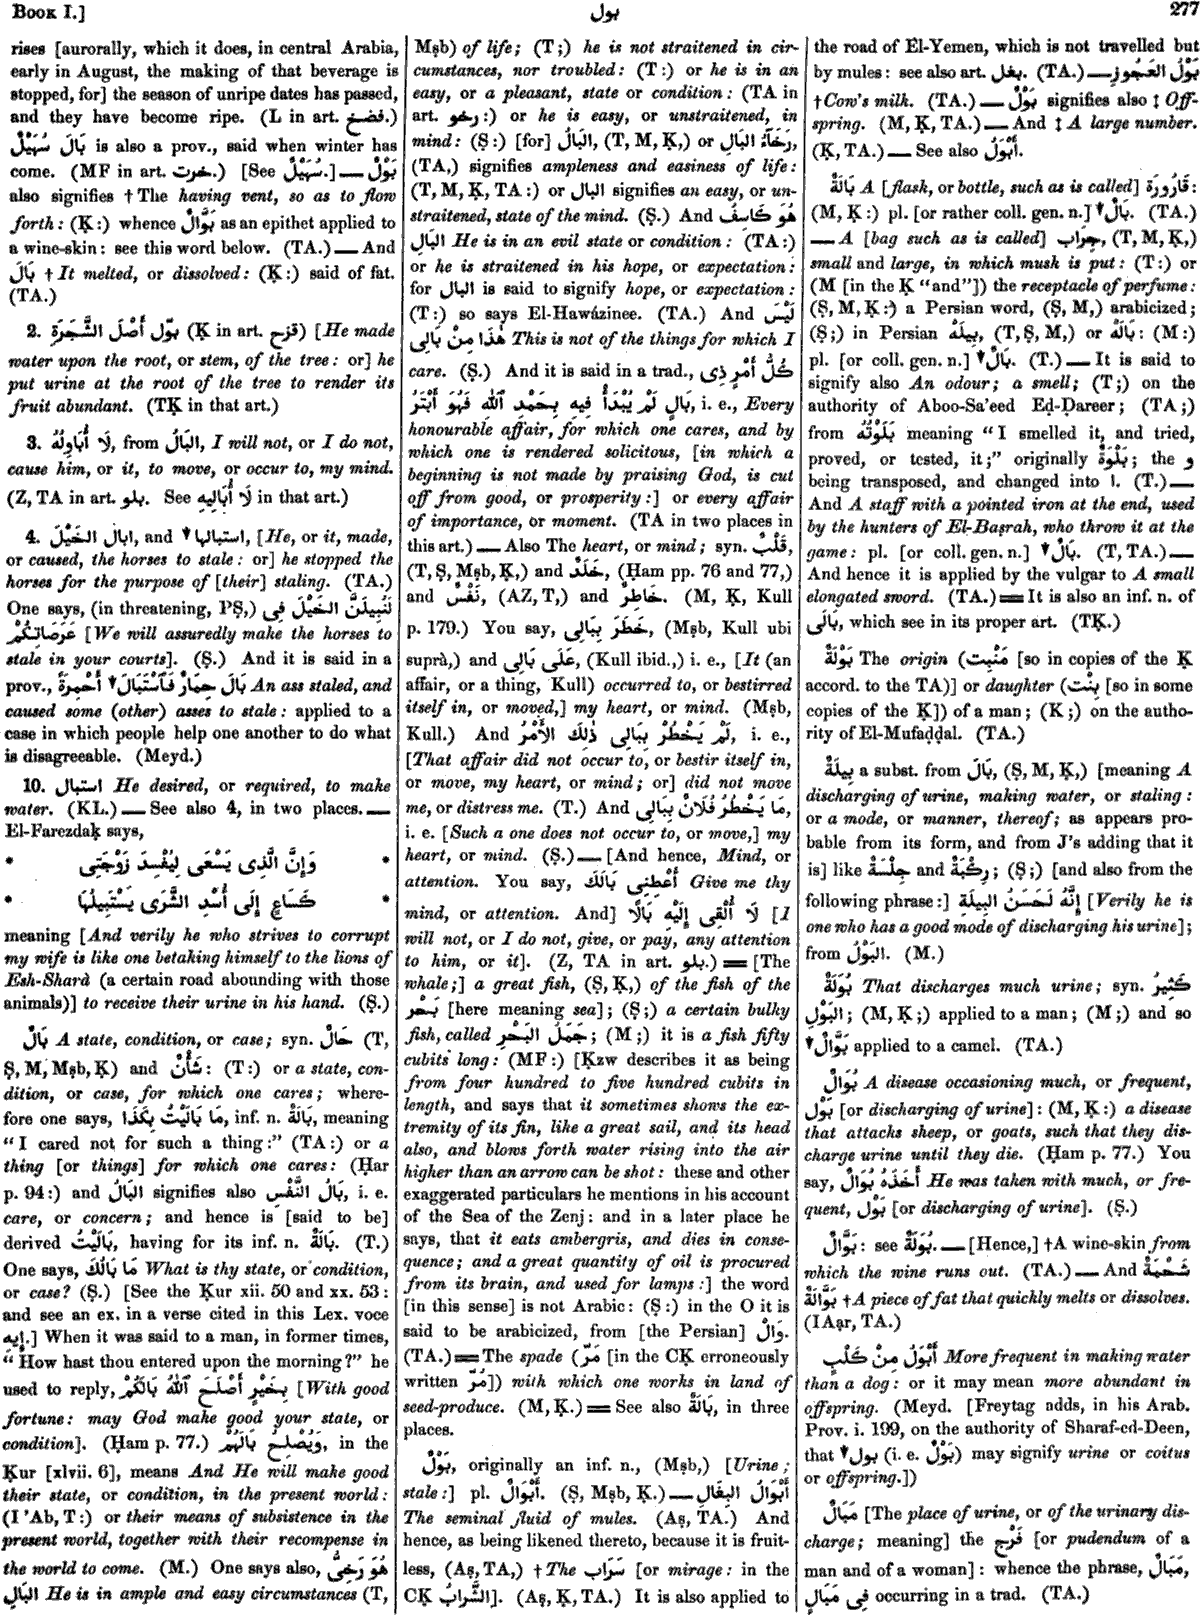 BOOK I.] بول 277
rises [aurorally, which it does, in central Arabia,
early in August, the making of that beverage is
stopped, for] the season of unripe dates has passed,
and they have become ripe. (L in art. فضخ.)
بَالَ سُهَيْلٌ is also a prov., said when winter has
come. (MF in art. خرت.) [See سُهَيْلٌ.] — بَوْلٌ
also signifies † The having vent, so as to flow
forth: (Ḳ:) whence بَوَّالٌ as an epithet applied to
a wine-skin: see this word below. (TA.) — And
بَالَ † It melted, or dissolved: (Ḳ:) said of fat.
(TA.)
2. بوّل أَصْلَ الشَّجَرَةِ (Ḳ in art. قزح) [He made
water upon the root, or stem, of the tree: or] he
put urine at the root of the tree to render its
fruit abundant. (TḲ in that art.)
3. لَا أُبَاوِلُهُ, from البَالُ, I will not, or I do not,
cause him, or it, to move, or occur to, my mind.
(Z, TA in art. بلو. See لَا أُبَالِيهِ in that art.)
4. ابال الخَيْلَ, and ▼ استبالها, [He, or it, made,
or caused, the horses to stale: or] he stopped the
horses for the purpose of [their] staling. (TA.)
One says, (in threatening, PṢ,) لَنُبِيلَنَّ الخَيْلَ فِى
عَرَصَاتِكُمْ [We will assuredly make the horses to
stale in your courts]. (Ṣ.) And it is said in a
prov., بَالَ حِمَارٌ فَٱسْتَبَالَ▼ أَحْمِرَةً An ass staled, and
caused some (other) asses to stale: applied to a
case in which people help one another to do what
is disagreeable. (Meyd.)
10. استبال He desired, or required, to make
water. (KL.) — See also 4, in two places. —
El-Farezdaḳ says,
* وَإِنَّ الَّذِى يَسْعَى لِيُفْسِدَ زَوْجَتِى *
* كَسَاعٍ إِلَى أُسْدِ الشَّرَى يَسْتَبِيلُهَا *
meaning [And verily he who strives to corrupt
my wife is like one betaking himself to the lions of
Esh-Sharà (a certain road abounding with those
animals)] to receive their urine in his hand. (Ṣ.)
بَالٌ A state, condition, or case; syn. حَالٌ (T,
Ṣ, M, Mṣb, Ḳ) and شَأْنٌ: (T:) or a state, con-
dition, or case, for which one cares; where-
fore one says, مَا بَالَيْتُ بِكَذَا, inf. n. بَالَةٌ, meaning
"I cared not for such a thing:" (TA:) or a
thing [or things] for which one cares: (Ḥar
p. 94:) and البَالُ signifies also بَالُ النَّفْسِ, i. e.
care, or concern; and hence is [said to be]
derived بَالَيْتُ, having for its inf. n. بَالَةٌ. (T.)
One says, مَا بَالُكَ What is thy state, or condition,
or case? (Ṣ.) [See the Ḳur xii. 50 and xx. 53:
and see an ex. in a verse cited in this Lex. voce
إِيهِ.] When it was said to a man, in former times,
"How hast thou entered upon the morning?" he
used to reply, بِخَيْرٍ أَصْلَحَ ٱللّٰهُ بَالَكُمْ [With good
fortune: may God make good your state, or
condition]. (Ḥam p. 77.) وَيُصْلِحُ بَالَهُمْ, in the
Ḳur [xlvii. 6], means And He will make good
their state, or condition, in the present world:
(I 'Ab, T:) or their means of subsistence in the
present world, together with their recompense in
the world to come. (M.) One says also, هُوَ رَخِىُّ
البَالِ He is in ample and easy circumstances (T,
Mṣb) of life; (T;) he is not straitened in cir-
cumstances, nor troubled: (T:) or he is in an
easy, or a pleasant, state or condition: (TA in
art. رخو:) or he is easy, or unstraitened, in
mind: (Ṣ:) [for] البَالُ, (T, M, Ḳ,) or رَخَآءُ البَالِ,
(TA,) signifies ampleness and easiness of life:
(T, M, Ḳ, TA:) or البال signifies an easy, or un-
straitened, state of the mind. (Ṣ.) And هُوَ كَاسِفُ
البَالِ He is in an evil state or condition: (TA:)
or he is straitened in his hope, or expectation:
for البال is said to signify hope, or expectation:
(T:) so says El-Hawázinee. (TA.) And لَيْسَ
هٰذَا مِنْ بَالِى This is not of the things for which I
care. (Ṣ.) And it is said in a trad., كُلُّ أَمْرٍ ذِى
بَالٍ لَمْ يُبْدَأْ فِيهِ بِحَمْدِ ٱللّٰهِ فَهُوَ أَبْتَرُ, i. e., Every
honourable affair, for which one cares, and by
which one is rendered solicitous, [in which a
beginning is not made by praising God, is cut
off from good, or prosperity:] or every affair
of importance, or moment. (TA in two places in
this art.) — Also The heart, or mind; syn. قَلْبٌ,
(T, Ṣ, Mṣb, Ḳ,) and خَلَدٌ, (Ḥam pp. 76 and 77,)
and نَفْسٌ, (AZ, T,) and خَاطِرٌ. (M, Ḳ, Kull
p. 179.) You say, خَطَرَ بِبَالِى, (Mṣb, Kull ubi
suprà,) and عَلَى بَالِى, (Kull ibid.,) i. e., [It (an
affair, or a thing, Kull) occurred to, or bestirred
itself in, or moved,] my heart, or mind. (Mṣb,
Kull.) And لَمْ يَخْطُرْ بِبَالِى ذٰلِكَ الأَمْرُ, i. e.,
[That affair did not occur to, or bestir itself in,
or move, my heart, or mind; or] did not move
me, or distress me. (T.) And مَا يَخْطُرُ فُلَانٌ بِبَالِى,
i. e. [Such a one does not occur to, or move,] my
heart, or mind. (Ṣ.) — [And hence, Mind, or
attention. You say, أَعْطِنِى بَالَكَ Give me thy
mind, or attention. And] لَا أُلْقِى إِلَيْهِ بَالًا [I
will not, or I do not, give, or pay, any attention
to him, or it]. (Z, TA in art. بلو.) = [The
whale;] a great fish, (Ṣ, Ḳ,) of the fish of the
بَحْر [here meaning sea]; (Ṣ;) a certain bulky
fish, called جَمَلُ البَحْرِ; (M;) it is a fish fifty
cubits long: (MF:) [Kzw describes it as being
from four hundred to five hundred cubits in
length, and says that it sometimes shows the ex-
tremity of its fin, like a great sail, and its head
also, and blows forth water rising into the air
higher than an arrow can be shot: these and other
exaggerated particulars he mentions in his account
of the Sea of the Zenj: and in a later place he
says, that it eats ambergris, and dies in conse-
quence; and a great quantity of oil is procured
from its brain, and used for lamps:] the word
[in this sense] is not Arabic: (Ṣ:) in the O it is
said to be arabicized, from [the Persian] وَالْ.
(TA.) = The spade (مَرّ [in the CḲ erroneously
written مُرّ]) with which one works in land of
seed-produce. (M, Ḳ.) = See also بَالَةٌ, in three
places.
بَوْلٌ, originally an inf. n., (Mṣb,) [Urine;
stale:] pl. أَبْوَالٌ. (Ṣ, Mṣb, Ḳ.) — أَبْوَالُ البِغَالِ
The seminal fluid of mules. (Aṣ, TA.) And
hence, as being likened thereto, because it is fruit-
less, (Aṣ, TA,) † The سَرَاب [or mirage: in the
CḲ الشَّرابُ]. (Aṣ, Ḳ, TA.) It is also applied to
the road of El-Yemen, which is not travelled but
by mules: see also art. بغل. (TA.) — بَوْلُ العَجُوزِ
† Cow's milk. (TA.) — بَوْلٌ signifies also ‡ Off-
spring. (M, Ḳ, TA.) — And ‡ A large number.
(Ḳ, TA.) — See also أَبْوَلُ.
بَالَةٌ A [flask, or bottle, such as is called] قَارُورَة:
(M, Ḳ:) pl. [or rather coll. gen. n.] ▼ بَالٌ. (TA.)
— A [bag such as is called] جِرَاب, (T, M, Ḳ,)
small and large, in which musk is put: (T:) or
(M [in the Ḳ "and"]) the receptacle of perfume:
(Ṣ, M, Ḳ:) a Persian word, (Ṣ, M,) arabicized;
(Ṣ;) in Persian بِيلَهْ, (T, Ṣ, M,) or بَالَهْ: (M:)
pl. [or coll. gen. n.] ▼ بَالٌ. (T.) — It is said to
signify also An odour; a smell; (T;) on the
authority of Aboo-Sa'eed Eḍ-Ḍareer; (TA;)
from بَلَوْتُهُ meaning "I smelled it, and tried,
proved, or tested, it;" originally بَلَوَةٌ; the و
being transposed, and changed into ا. (T.) —
And A staff with a pointed iron at the end, used
by the hunters of El-Baṣrah, who throw it at the
game: pl. [or coll. gen. n.] ▼ بَالٌ. (T, TA.) —
And hence it is applied by the vulgar to A small
elongated sword. (TA.) = It is also an inf. n. of
بَالَى, which see in its proper art. (TḲ.)
بَوْلَةٌ The origin (مَنْبِت [so in copies of the Ḳ
accord. to the TA)] or daughter (بِنْت [so in some
copies of the Ḳ]) of a man; (K;) on the autho-
rity of El-Mufaḍḍal. (TA.)
بِيلَةٌ a subst. from بَالَ, (Ṣ, M, Ḳ,) [meaning A
discharging of urine, making water, or staling:
or a mode, or manner, thereof; as appears pro-
bable from its form, and from J's adding that it
is] like جِلْسَةٌ and رِكْبَةٌ; (Ṣ;) [and also from the
following phrase:] إِنَّهُ لَحَسَنُ البِيلَةِ [Verily he is
one who has a good mode of discharging his urine];
from البَوْلُ. (M.)
بُوَلَةٌ That discharges much urine; syn. كَثِيرُ
البَوْلِ; (M, Ḳ;) applied to a man; (M;) and so
▼ بَوَّالٌ applied to a camel. (TA.)
بُوَالٌ A disease occasioning much, or frequent,
بَوْل [or discharging of urine]: (M, Ḳ:) a disease
that attacks sheep, or goats, such that they dis-
charge urine until they die. (Ḥam p. 77.) You
say, أَخَذَهُ بُوَالٌ He was taken with much, or fre-
quent, بَوْل [or discharging of urine]. (Ṣ.)
بَوَّالٌ: see بُوَلَةٌ. — [Hence,] † A wine-skin from
which the wine runs out. (TA.) — And شَحْمَةٌ
بَوَّالَةٌ † A piece of fat that quickly melts or dissolves.
(IAạr, TA.)
أَبْوَلُ مِنْ كَلْبٍ More frequent in making water
than a dog: or it may mean more abundant in
offspring. (Meyd. [Freytag adds, in his Arab.
Prov. i. 199, on the authority of Sharaf-ed-Deen,
that ▼ بول (i. e. بَوْلٌ) may signify urine or coitus
or offspring.])
مَبَالٌ [The place of urine, or of the urinary dis-
charge; meaning] the فَرْج [or pudendum of a
man and of a woman]: whence the phrase, مَبَالٌ,
فِى مَبَالٍ occurring in a trad. (TA.)